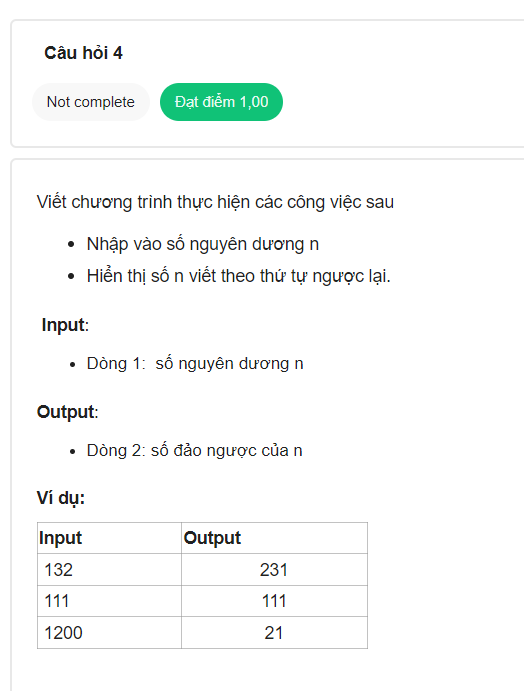 Câu hỏi 4
Not complete
Đạt điểm 1,00
Viết chương trình thực hiện các công việc sau
Nhập vào số nguyên dương n
Hiển thị số n viết theo thứ tự ngược lại.
Input:
Dòng 1: số nguyên dương n
Output:
Dòng 2: số đảo ngược của n
Ví dụ:
Input Output
132 231
111 111
1200 21